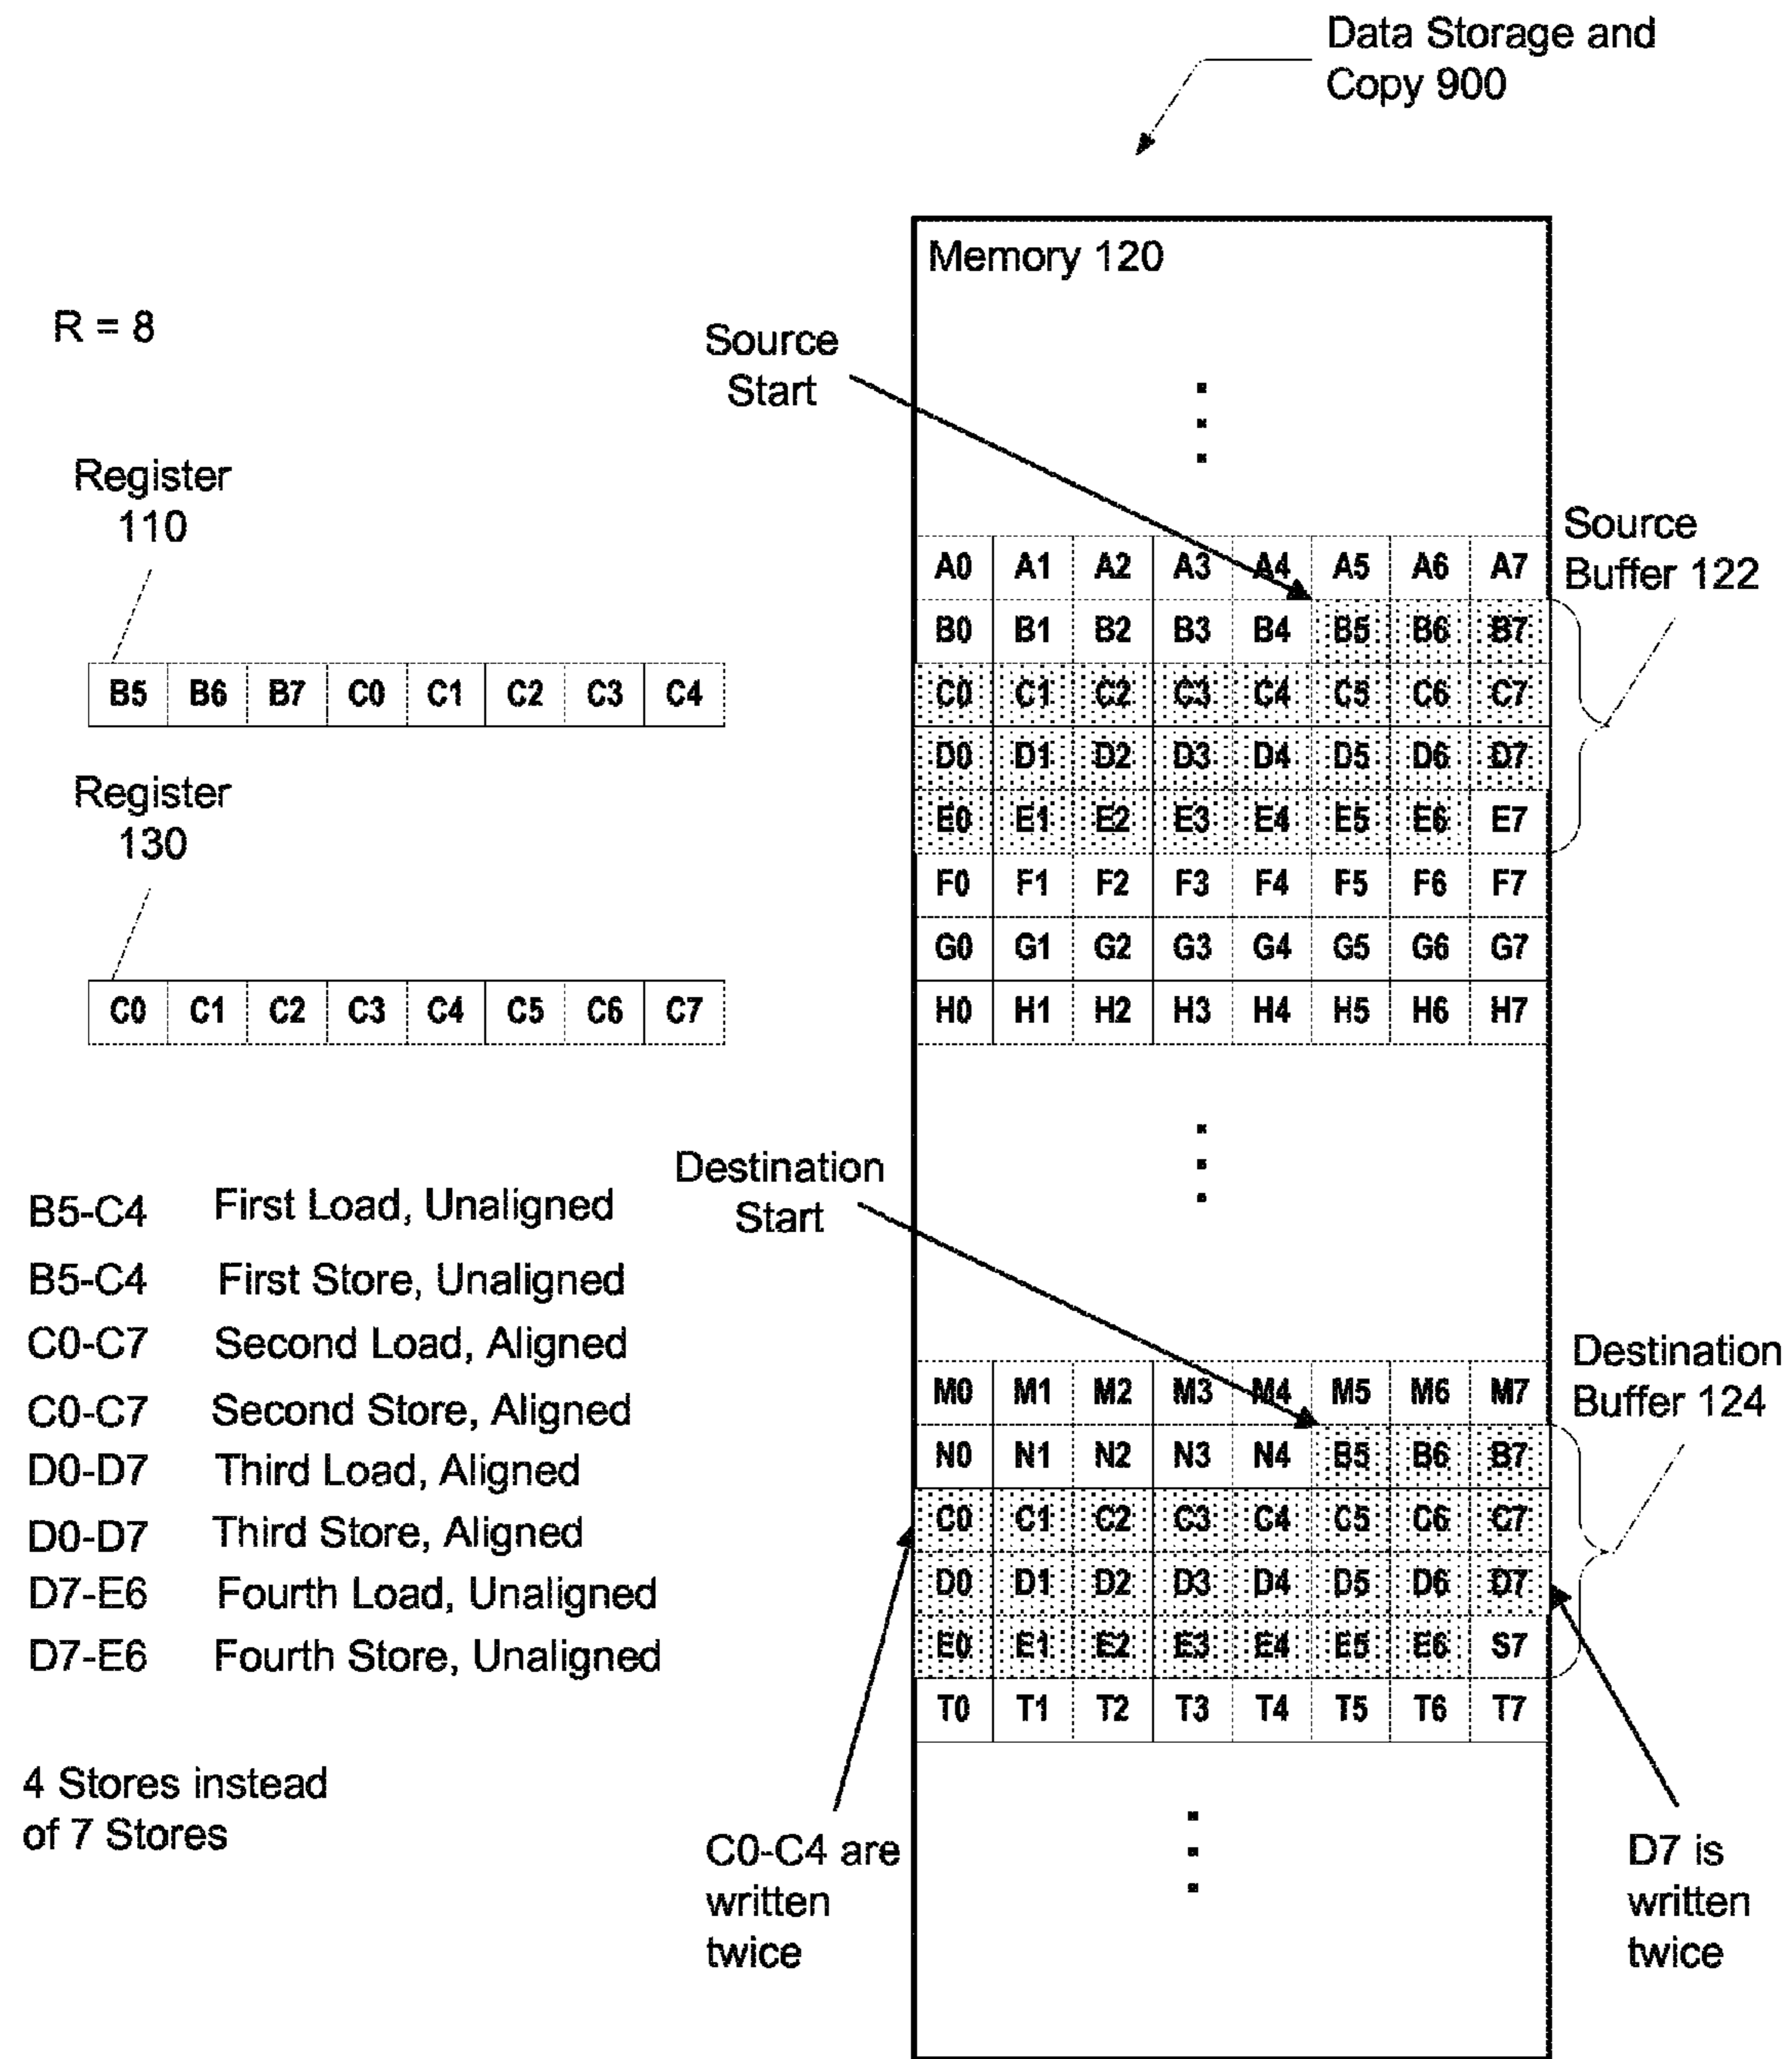 Data Storage and
Copy 900
Memory 120
R = 8
Source
Start
Register
110
Source
Buffer 122
A0 A1 A2 A3 A4 A5 A6 A7
B0 B1 B2 B3 B4 B5 B6 B7
B5 B6 B7 C0 C1 C2 C3 C4
C0 C1 C2 C3 C4 C5 C6 C7
D0 D1 D2 D3 D4 D5 D6 D7
Register
130
E0 E1 E2 E3 E4 E5 E6 E7
F0 F1 F2 F3 F4 F5 F6 F7
G0 G1 G2 G3 G4 G5 G6 G7
C0 C1 C2 C3 C4 C5 C6 C7
H0 H1 H2 H3 H4 H5 H6 H7
Destination
Start
B5-C4 First Load, Unaligned
B5-C4 First Store, Unaligned
C0-C7 Second Load, Aligned
C0-C7 Second Store, Aligned
D0-D7 Third Load, Aligned
D0-D7 Third Store, Aligned
D7-E6 Fourth Load, Unaligned
D7-E6 Fourth Store, Unaligned
Destination
Buffer 124
M0 M1 M2 M3 M4 M5 M6 M7
N0 N1 N2 N3 N4 B5 B6 B7
C0 C1 C2 C3 C4 C5 C6 C7
D0 D1 D2 D3 D4 D5 D6 D7
E0 E1 E2 E3 E4 E5 E6 S7
T0 T1 T2 T3 T4 T5 T6 T7
4 Stores instead
of 7 Stores
C0-C4 are
written
twice
D7 is
written
twice